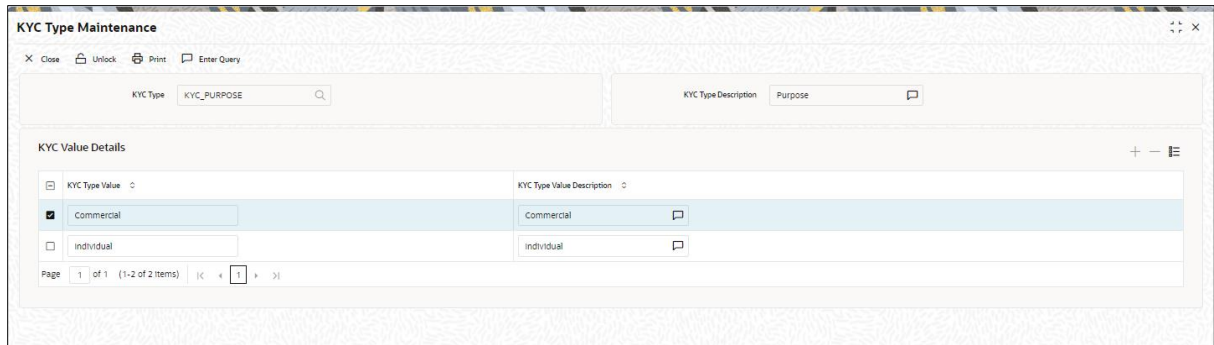 KYC Type Maintenance
Close Unlock Print Enter Query
KYC Type KYC_PURPOSE KYC Type Description Purpose
KYC Value Details
KYC Type Value KYC Type Value Description
Commercial Commercial
Individual Individual
Page 1 of 1 (1-2 of 2 Items) 1